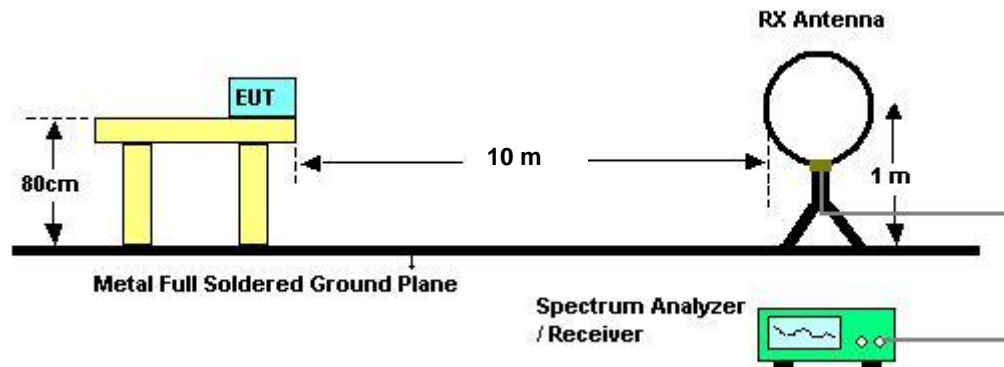 RX Antenna
EUT
10 m
80cm
1 m
Metal Full Soldered Ground Plane
Spectrum Analyzer
/ Receiver